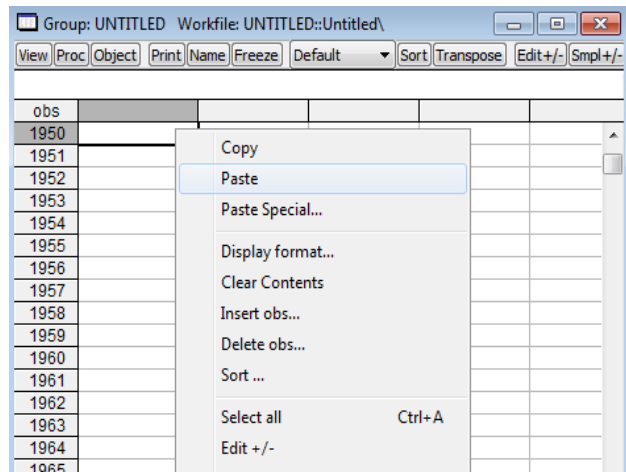 Group: UNTITLED Workfile: UNTITLED::Untitled\
View Proc Object Print Name Freeze Default Sort Transpose Edit+/- Smpl+/-
obs
1950
1951 Copy
1952 Paste
1953 Paste Special...
1954
1955 Display format...
1956
1957 Clear Contents
1958 Insert obs...
1959 Delete obs...
1960
1961 Sort ...
1962
1963 Select all Ctrl+A
1964 Edit +/-
1965